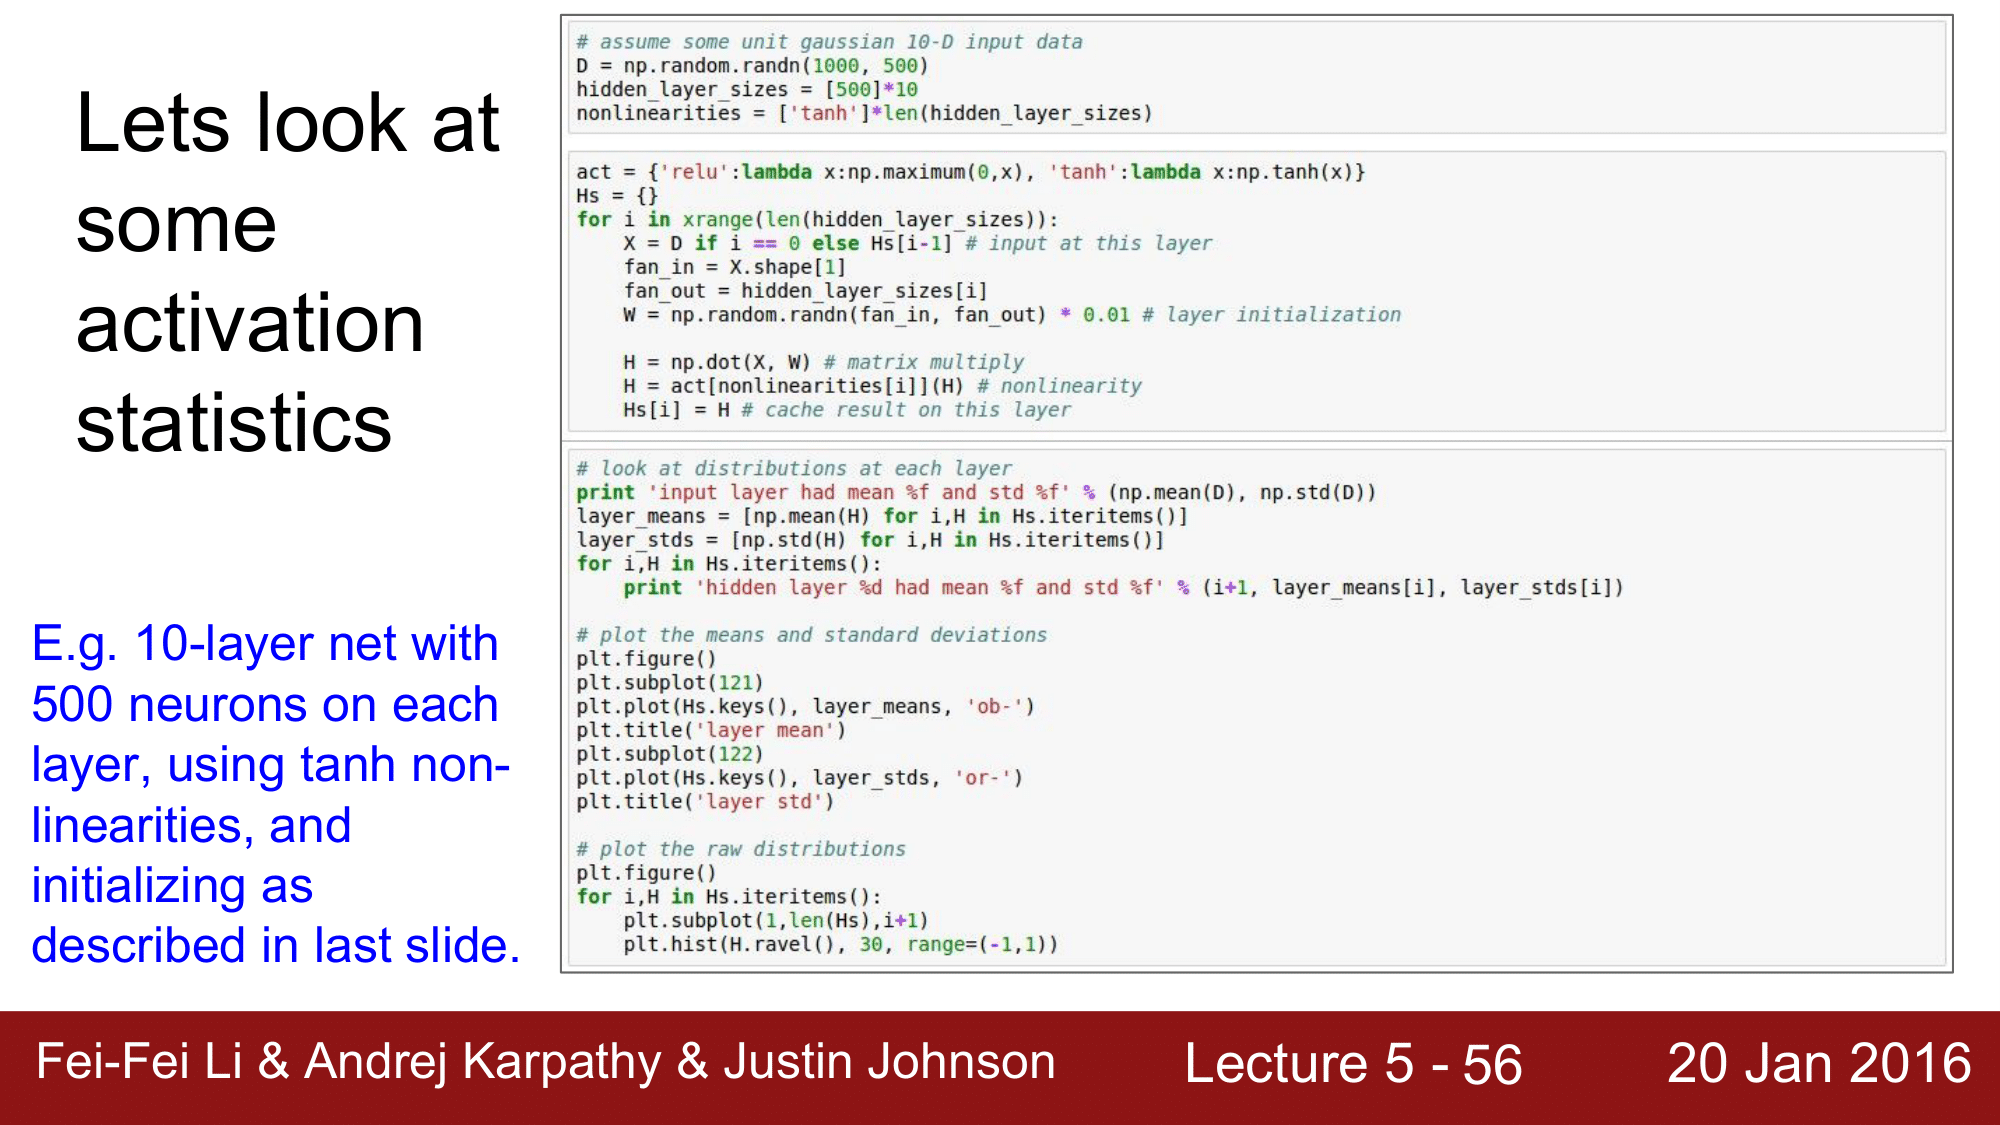 Lets look at
some
activation
statistics
E.g. 10-layer net with
500 neurons on each
layer, using tanh non-
linearities, and
initializing as
described in last slide.
# assume some unit gaussian 10-D input data
D = np.random.randn(1000, 500)
hidden_layer_sizes = [500]*10
nonlinearities = ['tanh']*len(hidden_layer_sizes)
act = {'relu':lambda x:np.maximum(0,x), 'tanh':lambda x:np.tanh(x)}
Hs = {}
for i in xrange(len(hidden_layer_sizes)):
    X = D if i == 0 else Hs[i-1] # input at this layer
    fan_in = X.shape[1]
    fan_out = hidden_layer_sizes[i]
    W = np.random.randn(fan_in, fan_out) * 0.01 # layer initialization
    H = np.dot(X, W) # matrix multiply
    H = act[nonlinearities[i]](H) # nonlinearity
    Hs[i] = H # cache result on this layer
# look at distributions at each layer
print 'input layer had mean %f and std %f' % (np.mean(D), np.std(D))
layer_means = [np.mean(H) for i,H in Hs.iteritems()]
layer_stds = [np.std(H) for i,H in Hs.iteritems()]
for i,H in Hs.iteritems():
    print 'hidden layer %d had mean %f and std %f' % (i+1, layer_means[i], layer_stds[i])
# plot the means and standard deviations
plt.figure()
plt.subplot(121)
plt.plot(Hs.keys(), layer_means, 'ob-')
plt.title('layer mean')
plt.subplot(122)
plt.plot(Hs.keys(), layer_stds, 'or-')
plt.title('layer std')
# plot the raw distributions
plt.figure()
for i,H in Hs.iteritems():
    plt.subplot(1,len(Hs),i+1)
    plt.hist(H.ravel(), 30, range=(-1,1))
Fei-Fei Li & Andrej Karpathy & Justin Johnson
Lecture 5 - 56
20 Jan 2016